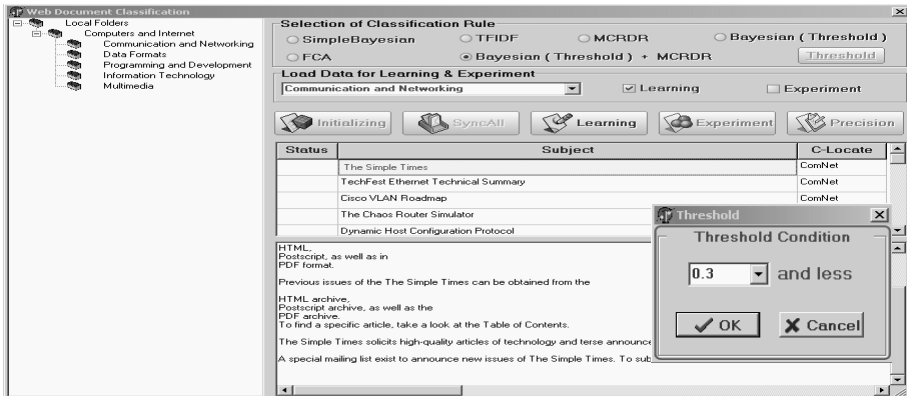 Web Document Classification
Local Folders
Computers and Internet
Communication and Networking
Data Formats
Programming and Development
Information Technology
Multimedia
Selection of Classification Rule
SimpleBayesian
TFIDF
MCRDR
Bayesian ( Threshold )
FCA
Bayesian ( Threshold ) + MCRDR
Threshold
Load Data for Learning & Experiment
Communication and Networking
Learning
Experiment
Initializing
SyncAll
Learning
Experiment
Precision
Status Subject C-Locate
The Simple Times ComNet
TechFest Ethernet Technical Summary ComNet
Cisco VLAN Roadmap ComNet
The Chaos Router Simulator
Dynamic Host Configuration Protocol
HTML,
Postscript, as well as in
PDF format.
Previous issues of the The Simple Times can be obtained from the
HTML archive,
Postscript archive, as well as the
PDF archive.
To find a specific article, take a look at the Table of Contents.
The Simple Times solicits high-quality articles of technology and terse announce
A special mailing list exist to announce new issues of The Simple Times. To sub
Threshold
Threshold Condition
0.3 and less
OK
Cancel